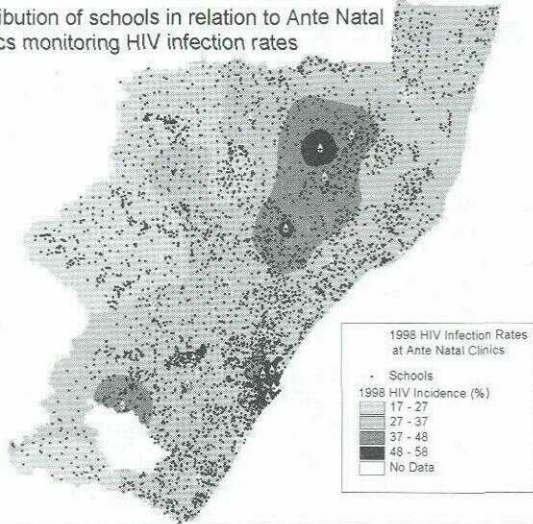 ibution of schools in relation to Ante Natal
cs monitoring HIV infection rates
1998 HIV Infection Rates
at Ante Natal Clinics
Schools
1998 HIV Incidence (%)
17 - 27
27 - 37
37 - 48
48 - 58
No Data